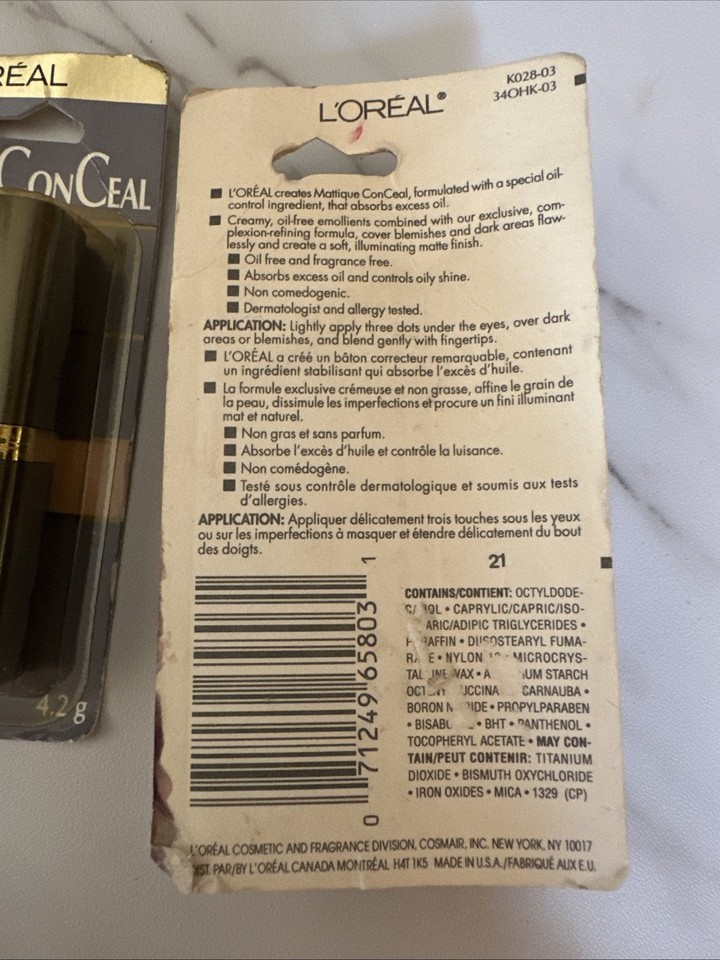 RÉAL
CONCEAL
4.2 g
L'ORÉAL®
K028-03
34OHK-03
■ L'ORÉAL creates Mattique ConCeal, formulated with a special oil-
control ingredient, that absorbs excess oil.
■ Creamy, oil-free emollients combined with our exclusive, com-
plexion-refining formula, cover blemishes and dark areas flaw-
lessly and create a soft, illuminating matte finish.
■ Oil free and fragrance free.
■ Absorbs excess oil and controls oily shine.
■ Non comedogenic.
■ Dermatologist and allergy tested.
APPLICATION: Lightly apply three dots under the eyes, over dark
areas or blemishes, and blend gently with fingertips.
■ L'ORÉAL a créé un bâton correcteur remarquable, contenant
un ingrédient stabilisant qui absorbe l'excès d'huile.
■ La formule exclusive crémeuse et non grasse, affine le grain de
la peau, dissimule les imperfections et procure un fini illuminant
mat et naturel.
■ Non gras et sans parfum.
■ Absorbe l'excès d'huile et contrôle la luisance.
■ Non comédogène.
■ Testé sous contrôle dermatologique et soumis aux tests
d'allergies.
APPLICATION: Appliquer délicatement trois touches sous les yeux
ou sur les imperfections à masquer et étendre délicatement du bout
des doigts.
0 71249 65803 1
21
CONTAINS/CONTIENT: OCTYLDODE-
• CAPRYLIC/CAPRIC/ISO-
ARIC/ADIPIC TRIGLYCERIDES •
DIISOSTEARYL FUMA-
• NYLON • MICROCRYS-
WAX • STARCH
CARNAUBA •
BORON • PROPYLPARABEN
• • BHT • PANTHENOL •
TOCOPHERYL ACETATE • MAY CON-
TAIN/PEUT CONTENIR: TITANIUM
DIOXIDE • BISMUTH OXYCHLORIDE
• IRON OXIDES • MICA • 1329 (CP)
L'ORÉAL COSMETIC AND FRAGRANCE DIVISION, COSMAIR, INC. NEW YORK, NY 10017
DIST. PAR/BY L'ORÉAL CANADA MONTRÉAL H4T 1K5 MADE IN U.S.A./FABRIQUÉ AUX E.U.